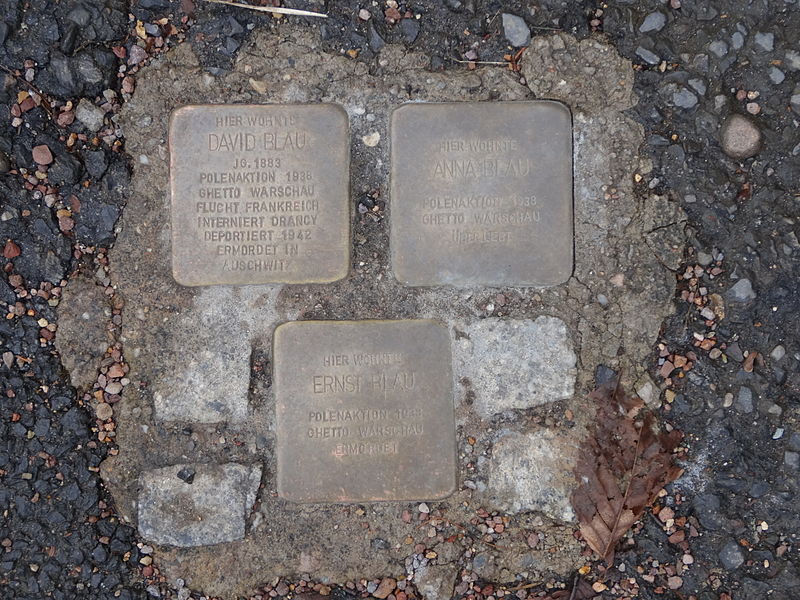 HIER WOHNTE
DAVID BLAU
JG. 1883
POLENAKTION 1938
GHETTO WARSCHAU
FLUCHT FRANKREICH
INTERNIERT DRANCY
DEPORTIERT 1942
ERMORDET IN
AUSCHWITZ
HIER WOHNTE
ANNA BLAU
POLENAKTION 1938
GHETTO WARSCHAU
ÜBERLEBT
HIER WOHNTE
ERNST BLAU
POLENAKTION 1938
GHETTO WARSCHAU
ERMORDET